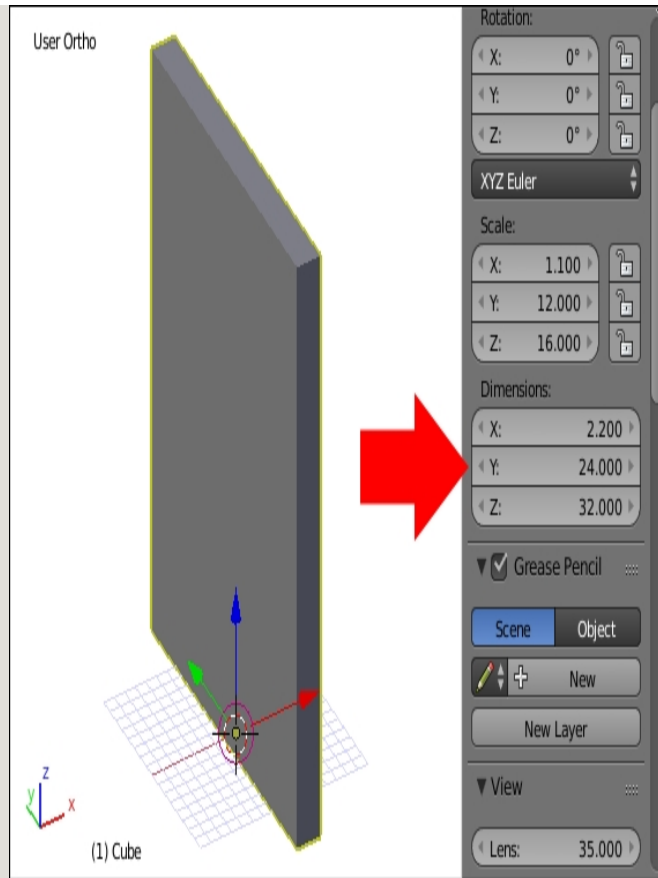 User Ortho
z
y
x
(1) Cube
Rotation:
X: 0°
Y: 0°
Z: 0°
XYZ Euler
Scale:
X: 1.100
Y: 12.000
Z: 16.000
Dimensions:
X: 2.200
Y: 24.000
Z: 32.000
Grease Pencil
Scene Object
New
New Layer
View
Lens: 35.000